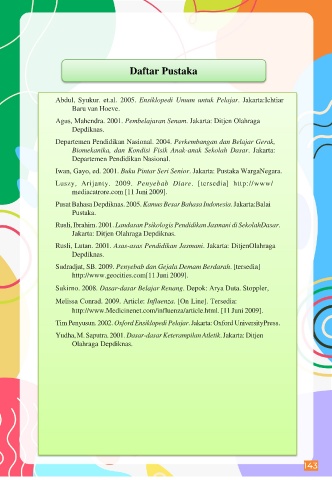 Daftar Pustaka
Abdul, Syukur. et.al. 2005. Ensiklopedi Umum untuk Pelajar. Jakarta:Ichtiar
Baru van Hoeve.
Agus, Mahendra. 2001. Pembelajaran Senam. Jakarta: Ditjen Olahraga
Depdiknas.
Departemen Pendidikan Nasional. 2004. Perkembangan dan Belajar Gerak,
Biomekanika, dan Kondisi Fisik Anak-anak Sekolah Dasar. Jakarta:
Departemen Pendidikan Nasional.
Iwan, Gayo, ed. 2001. Buku Pintar Seri Senior. Jakarta: Pustaka WargaNegara.
Luszy, Arijanty. 2009. Penyebab Diare. [tersedia] http://www/
mediacastore.com [11 Juni 2009].
Pusat Bahasa Depdiknas. 2005. Kamus Besar Bahasa Indonesia. Jakarta:Balai
Pustaka.
Rusli, Ibrahim. 2001. Landasan Psikologis Pendidikan Jasmani di SekolahDasar.
Jakarta: Ditjen Olahraga Depdiknas.
Rusli, Lutan. 2001. Asas-asas Pendidikan Jasmani. Jakarta: DitjenOlahraga
Depdiknas.
Sudradjat, SB. 2009. Penyebab dan Gejala Demam Berdarah. [tersedia]
http://www.geocities.com[11 Juni 2009].
Sukirno. 2008. Dasar-dasar Belajar Renang. Depok: Arya Duta. Stoppler,
Melissa Conrad. 2009. Article: Influenza. [On Line]. Tersedia:
http://www.Medicinenet.com/influenza/article.html. [11 Juni 2009].
Tim Penyusun. 2002. Oxford Ensiklopedi Pelajar. Jakarta: Oxford UniversityPress.
Yudha, M. Saputra. 2001. Dasar-dasar Keterampilan Atletik. Jakarta: Ditjen
Olahraga Depdiknas.
143